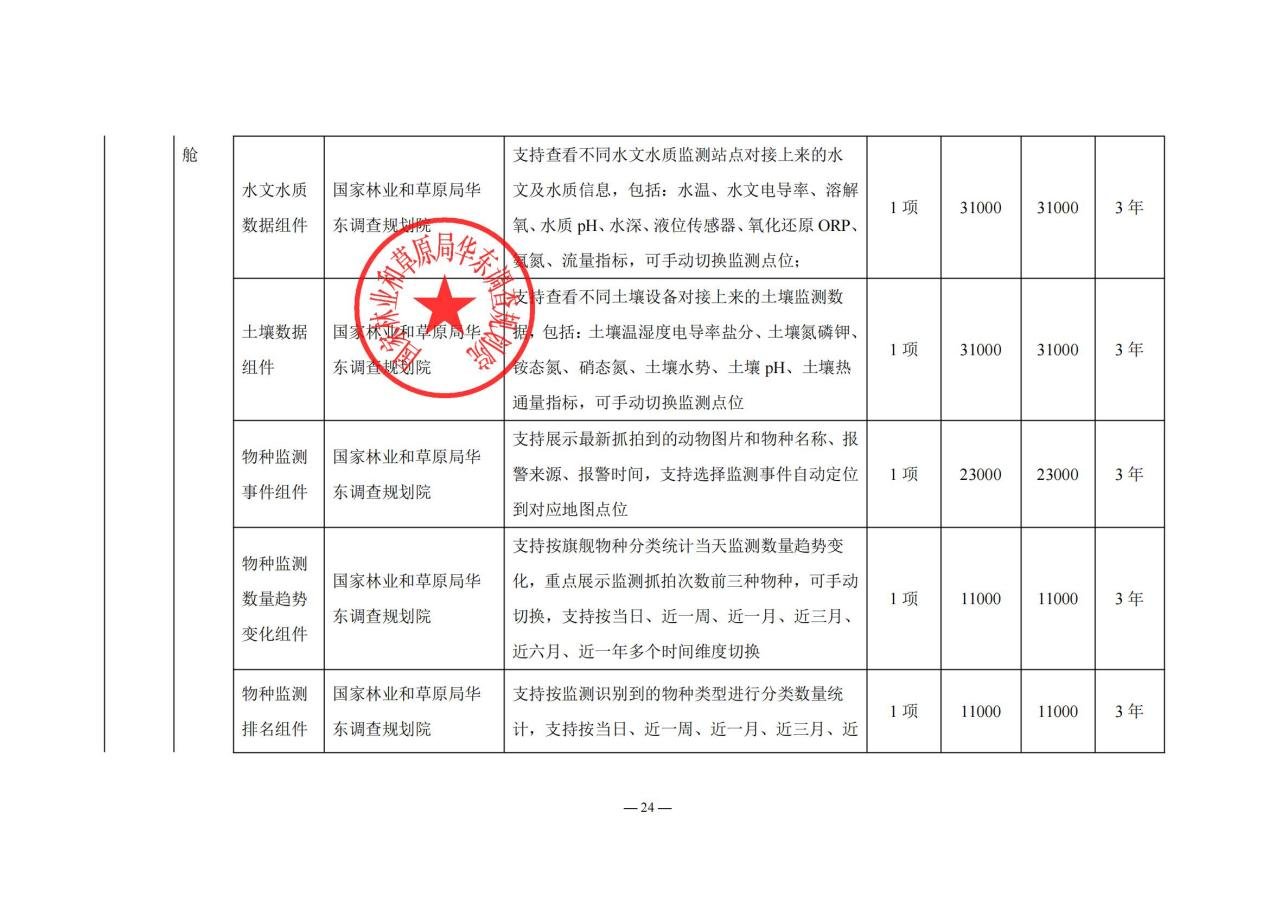 舱
水文水质
数据组件
国家林业和草原局华
东调查规划院
支持查看不同水文水质监测站点对接上来的水
文及水质信息，包括：水温、水文电导率、溶解
氧、水质 pH、水深、液位传感器、氧化还原 ORP、
氨氮、流量指标，可手动切换监测点位；
1 项
31000
31000
3 年
土壤数据
组件
国家林业和草原局华
东调查规划院
支持查看不同土壤设备对接上来的土壤监测数
据，包括：土壤温湿度电导率盐分、土壤氮磷钾、
铵态氮、硝态氮、土壤水势、土壤 pH、土壤热
通量指标，可手动切换监测点位
1 项
31000
31000
3 年
国家林业和草原局华东调查规划院
物种监测
事件组件
国家林业和草原局华
东调查规划院
支持展示最新抓拍到的动物图片和物种名称、报
警来源、报警时间，支持选择监测事件自动定位
到对应地图点位
1 项
23000
23000
3 年
物种监测
数量趋势
变化组件
国家林业和草原局华
东调查规划院
支持按旗舰物种分类统计当天监测数量趋势变
化，重点展示监测抓拍次数前三种物种，可手动
切换，支持按当日、近一周、近一月、近三月、
近六月、近一年多个时间维度切换
1 项
11000
11000
3 年
物种监测
排名组件
国家林业和草原局华
东调查规划院
支持按监测识别到的物种类型进行分类数量统
计，支持按当日、近一周、近一月、近三月、近
1 项
11000
11000
3 年
— 24 —